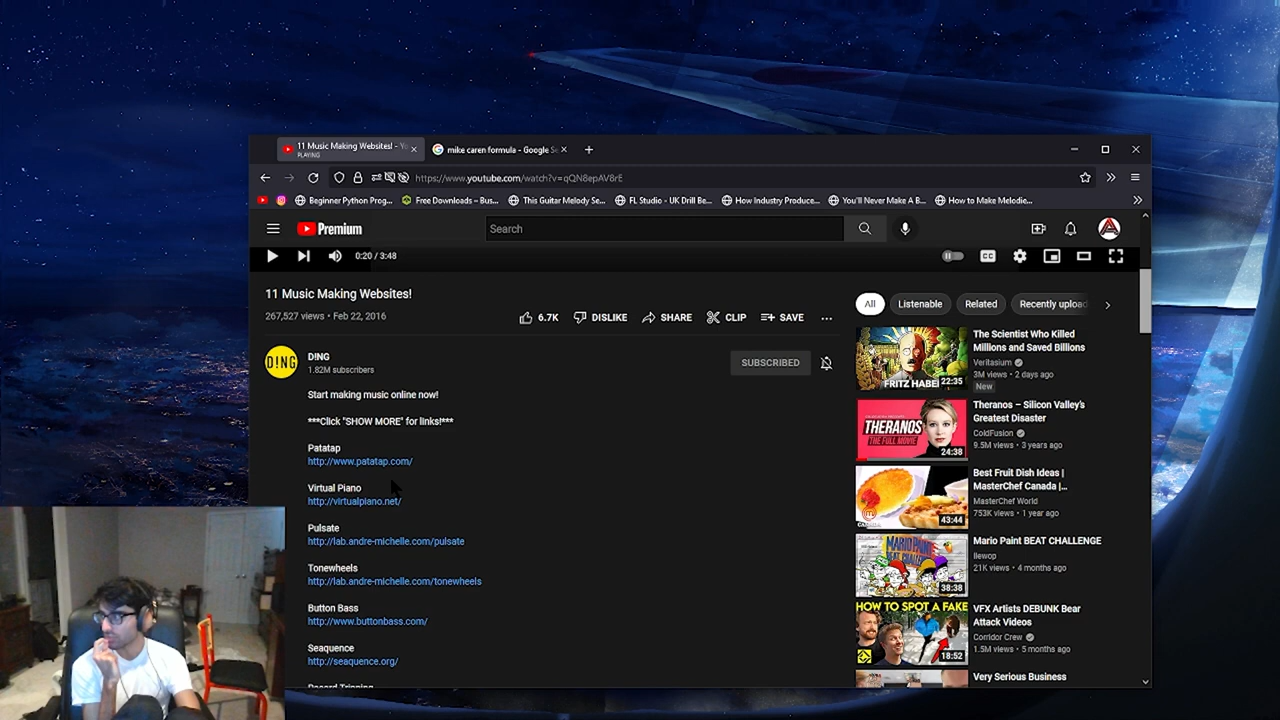 11 Music Making Websites! - Yo
PLAYING
mike caren formula - Google Se
https://www.youtube.com/watch?v=qQN8epAV8rE
Beginner Python Prog...
Free Downloads – Bus...
This Guitar Melody Se...
FL Studio - UK Drill Be...
How Industry Produce...
You'll Never Make A B...
How to Make Melodie...
Premium
Search
0:20 / 3:48
CC
11 Music Making Websites!
267,527 views • Feb 22, 2016
6.7K
DISLIKE
SHARE
CLIP
SAVE
D!NG
D!NG
1.82M subscribers
SUBSCRIBED
Start making music online now!
***Click "SHOW MORE" for links!***
Patatap
http://www.patatap.com/
Virtual Piano
http://virtualpiano.net/
Pulsate
http://lab.andre-michelle.com/pulsate
Tonewheels
http://lab.andre-michelle.com/tonewheels
Button Bass
http://www.buttonbass.com/
Seaquence
http://seaquence.org/
All
Listenable
Related
Recently upload
FRITZ HABER
22:35
The Scientist Who Killed
Millions and Saved Billions
Veritasium
3M views • 2 days ago
New
THERANOS
THE FULL MOVIE
24:38
Theranos – Silicon Valley's
Greatest Disaster
ColdFusion
9.5M views • 3 years ago
43:44
Best Fruit Dish Ideas |
MasterChef Canada |...
MasterChef World
753K views • 1 year ago
MARIO PAINT
BEAT CHALLENGE
38:38
Mario Paint BEAT CHALLENGE
21K views • 4 months ago
HOW TO SPOT A FAKE
18:52
VFX Artists DEBUNK Bear
Attack Videos
Corridor Crew
1.5M views • 5 months ago
Very Serious Business